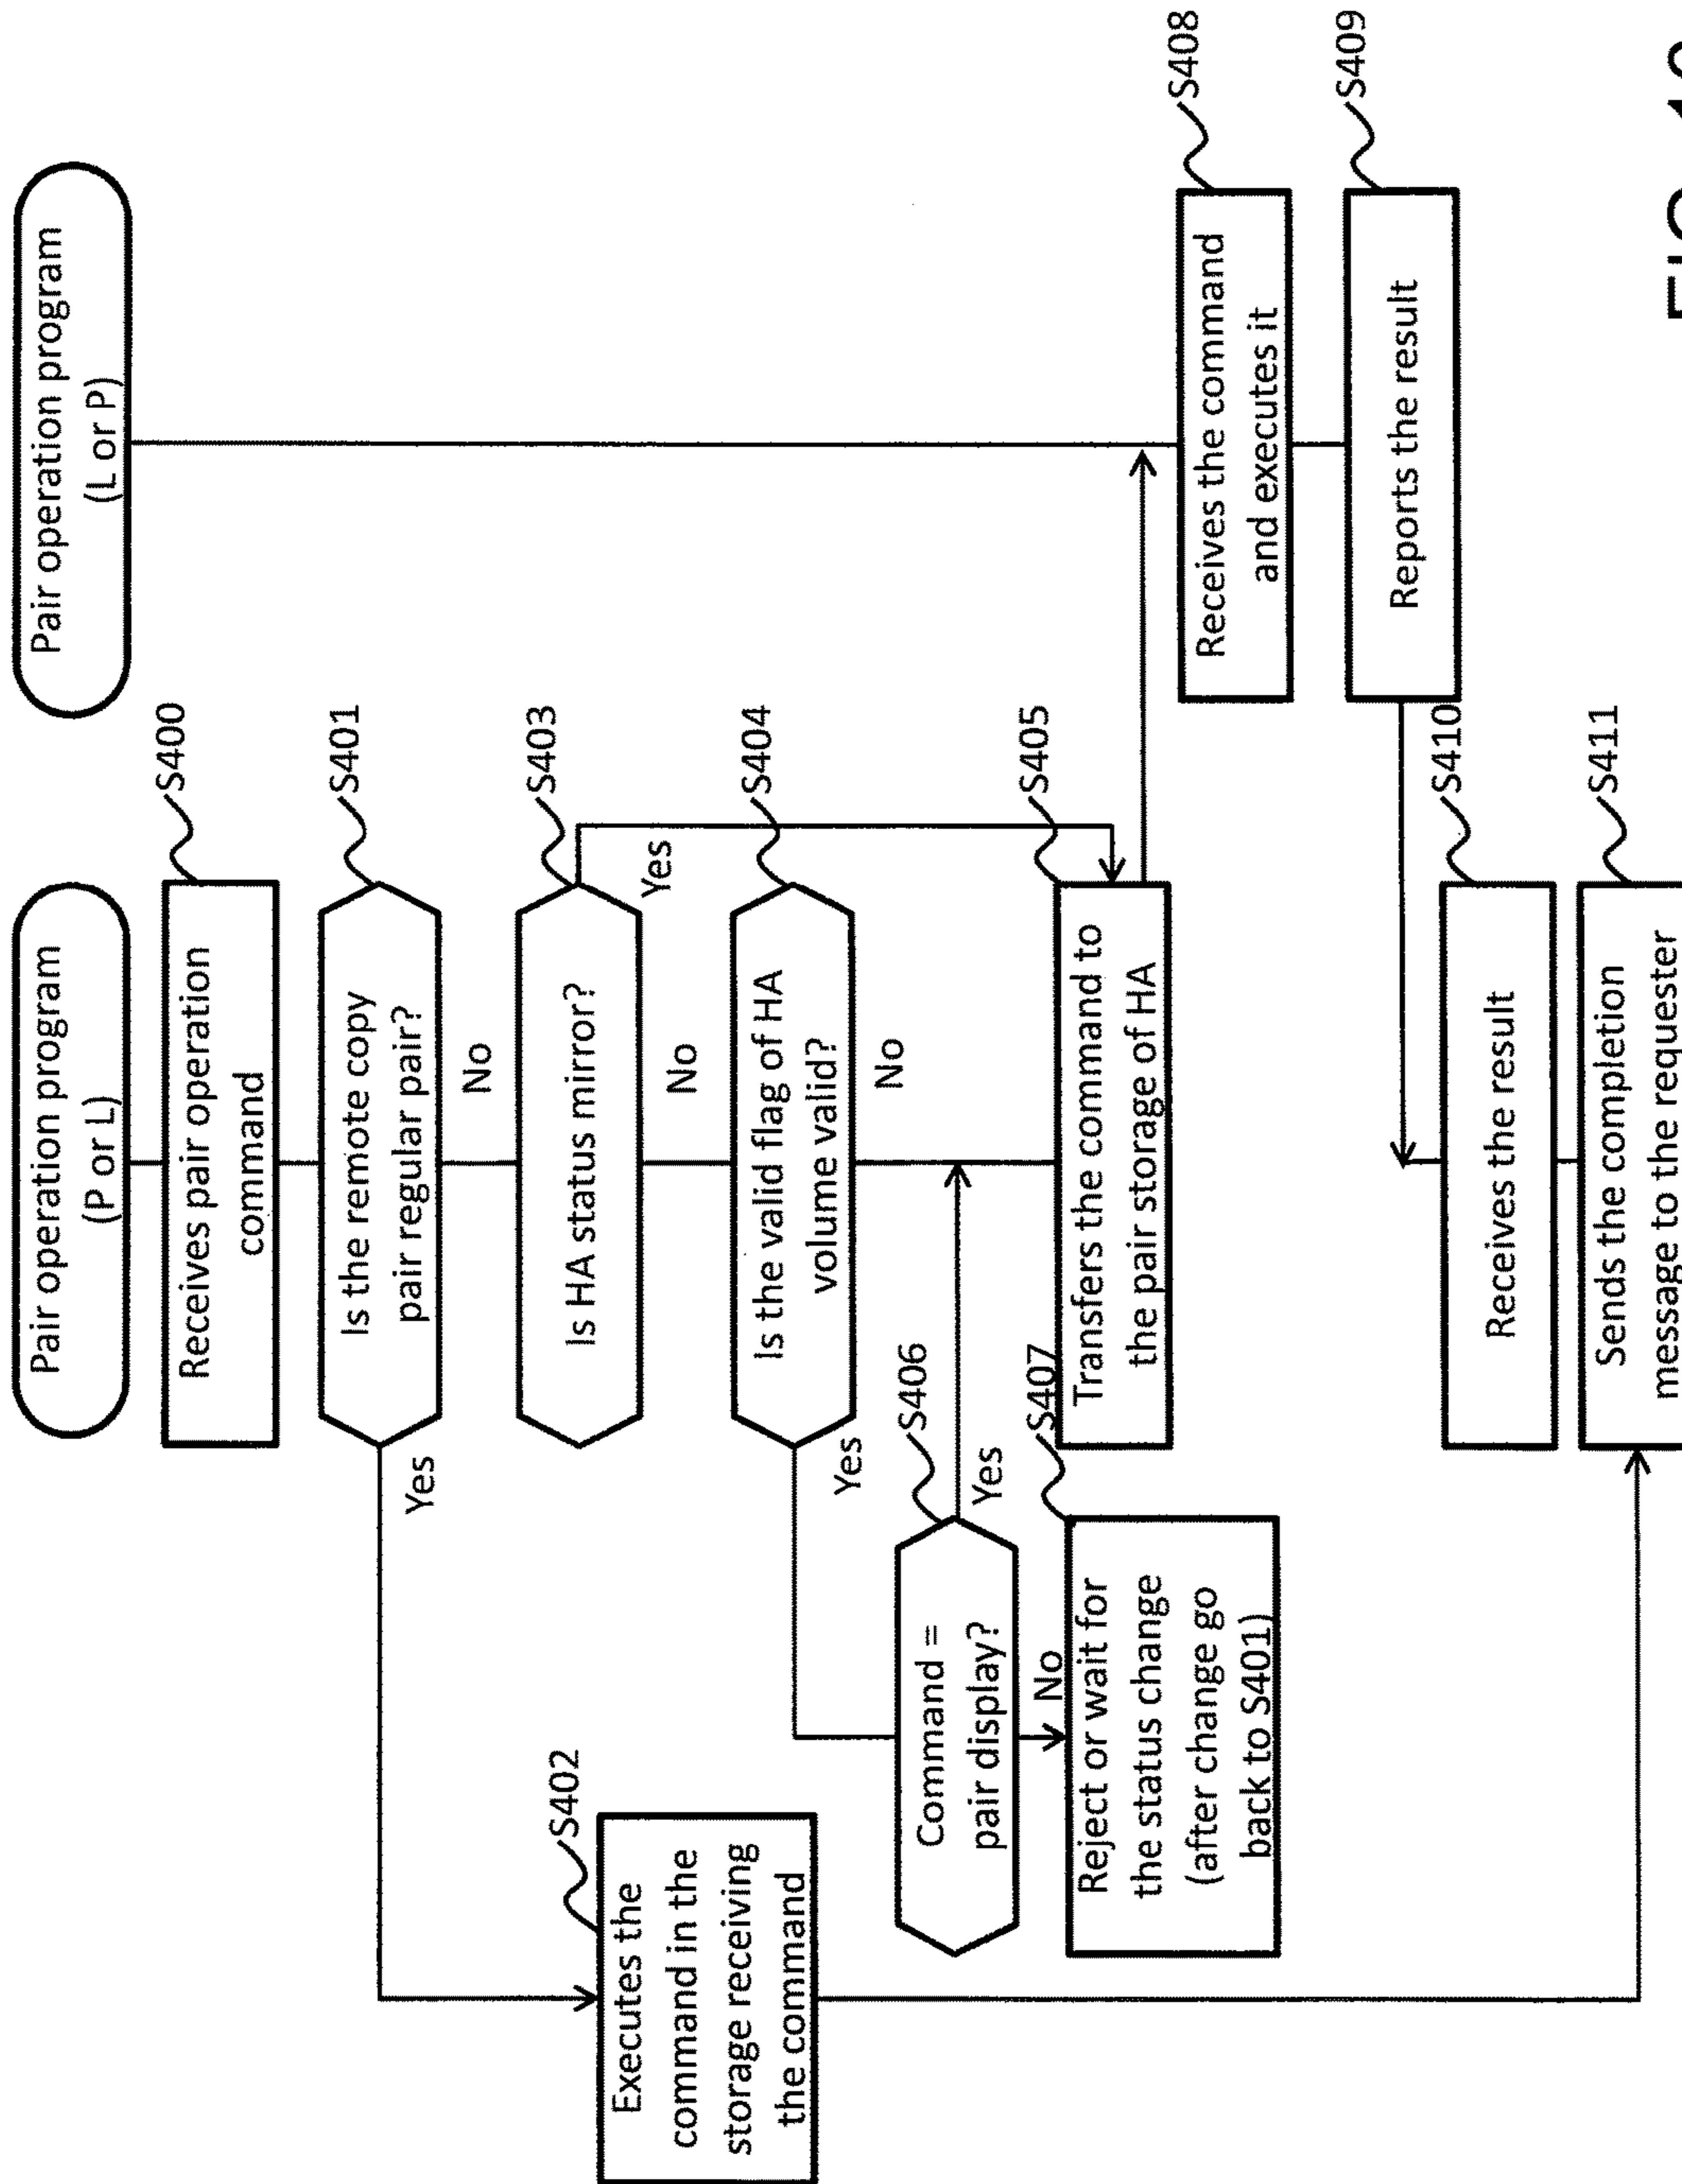 Pair operation program
(P or L)
Pair operation program
(L or P)
S400
Receives pair operation
command
S401
Is the remote copy
pair regular pair?
Yes
No
S402
Executes the
command in the
storage receiving
the command
S403
Is HA status mirror?
Yes
No
S404
Is the valid flag of HA
volume valid?
Yes
No
S406
Command =
pair display?
Yes
No
S407
Reject or wait for
the status change
(after change go
back to S401)
S405
Transfers the command to
the pair storage of HA
S408
Receives the command
and executes it
S409
Reports the result
S410
Receives the result
S411
Sends the completion
message to the requester